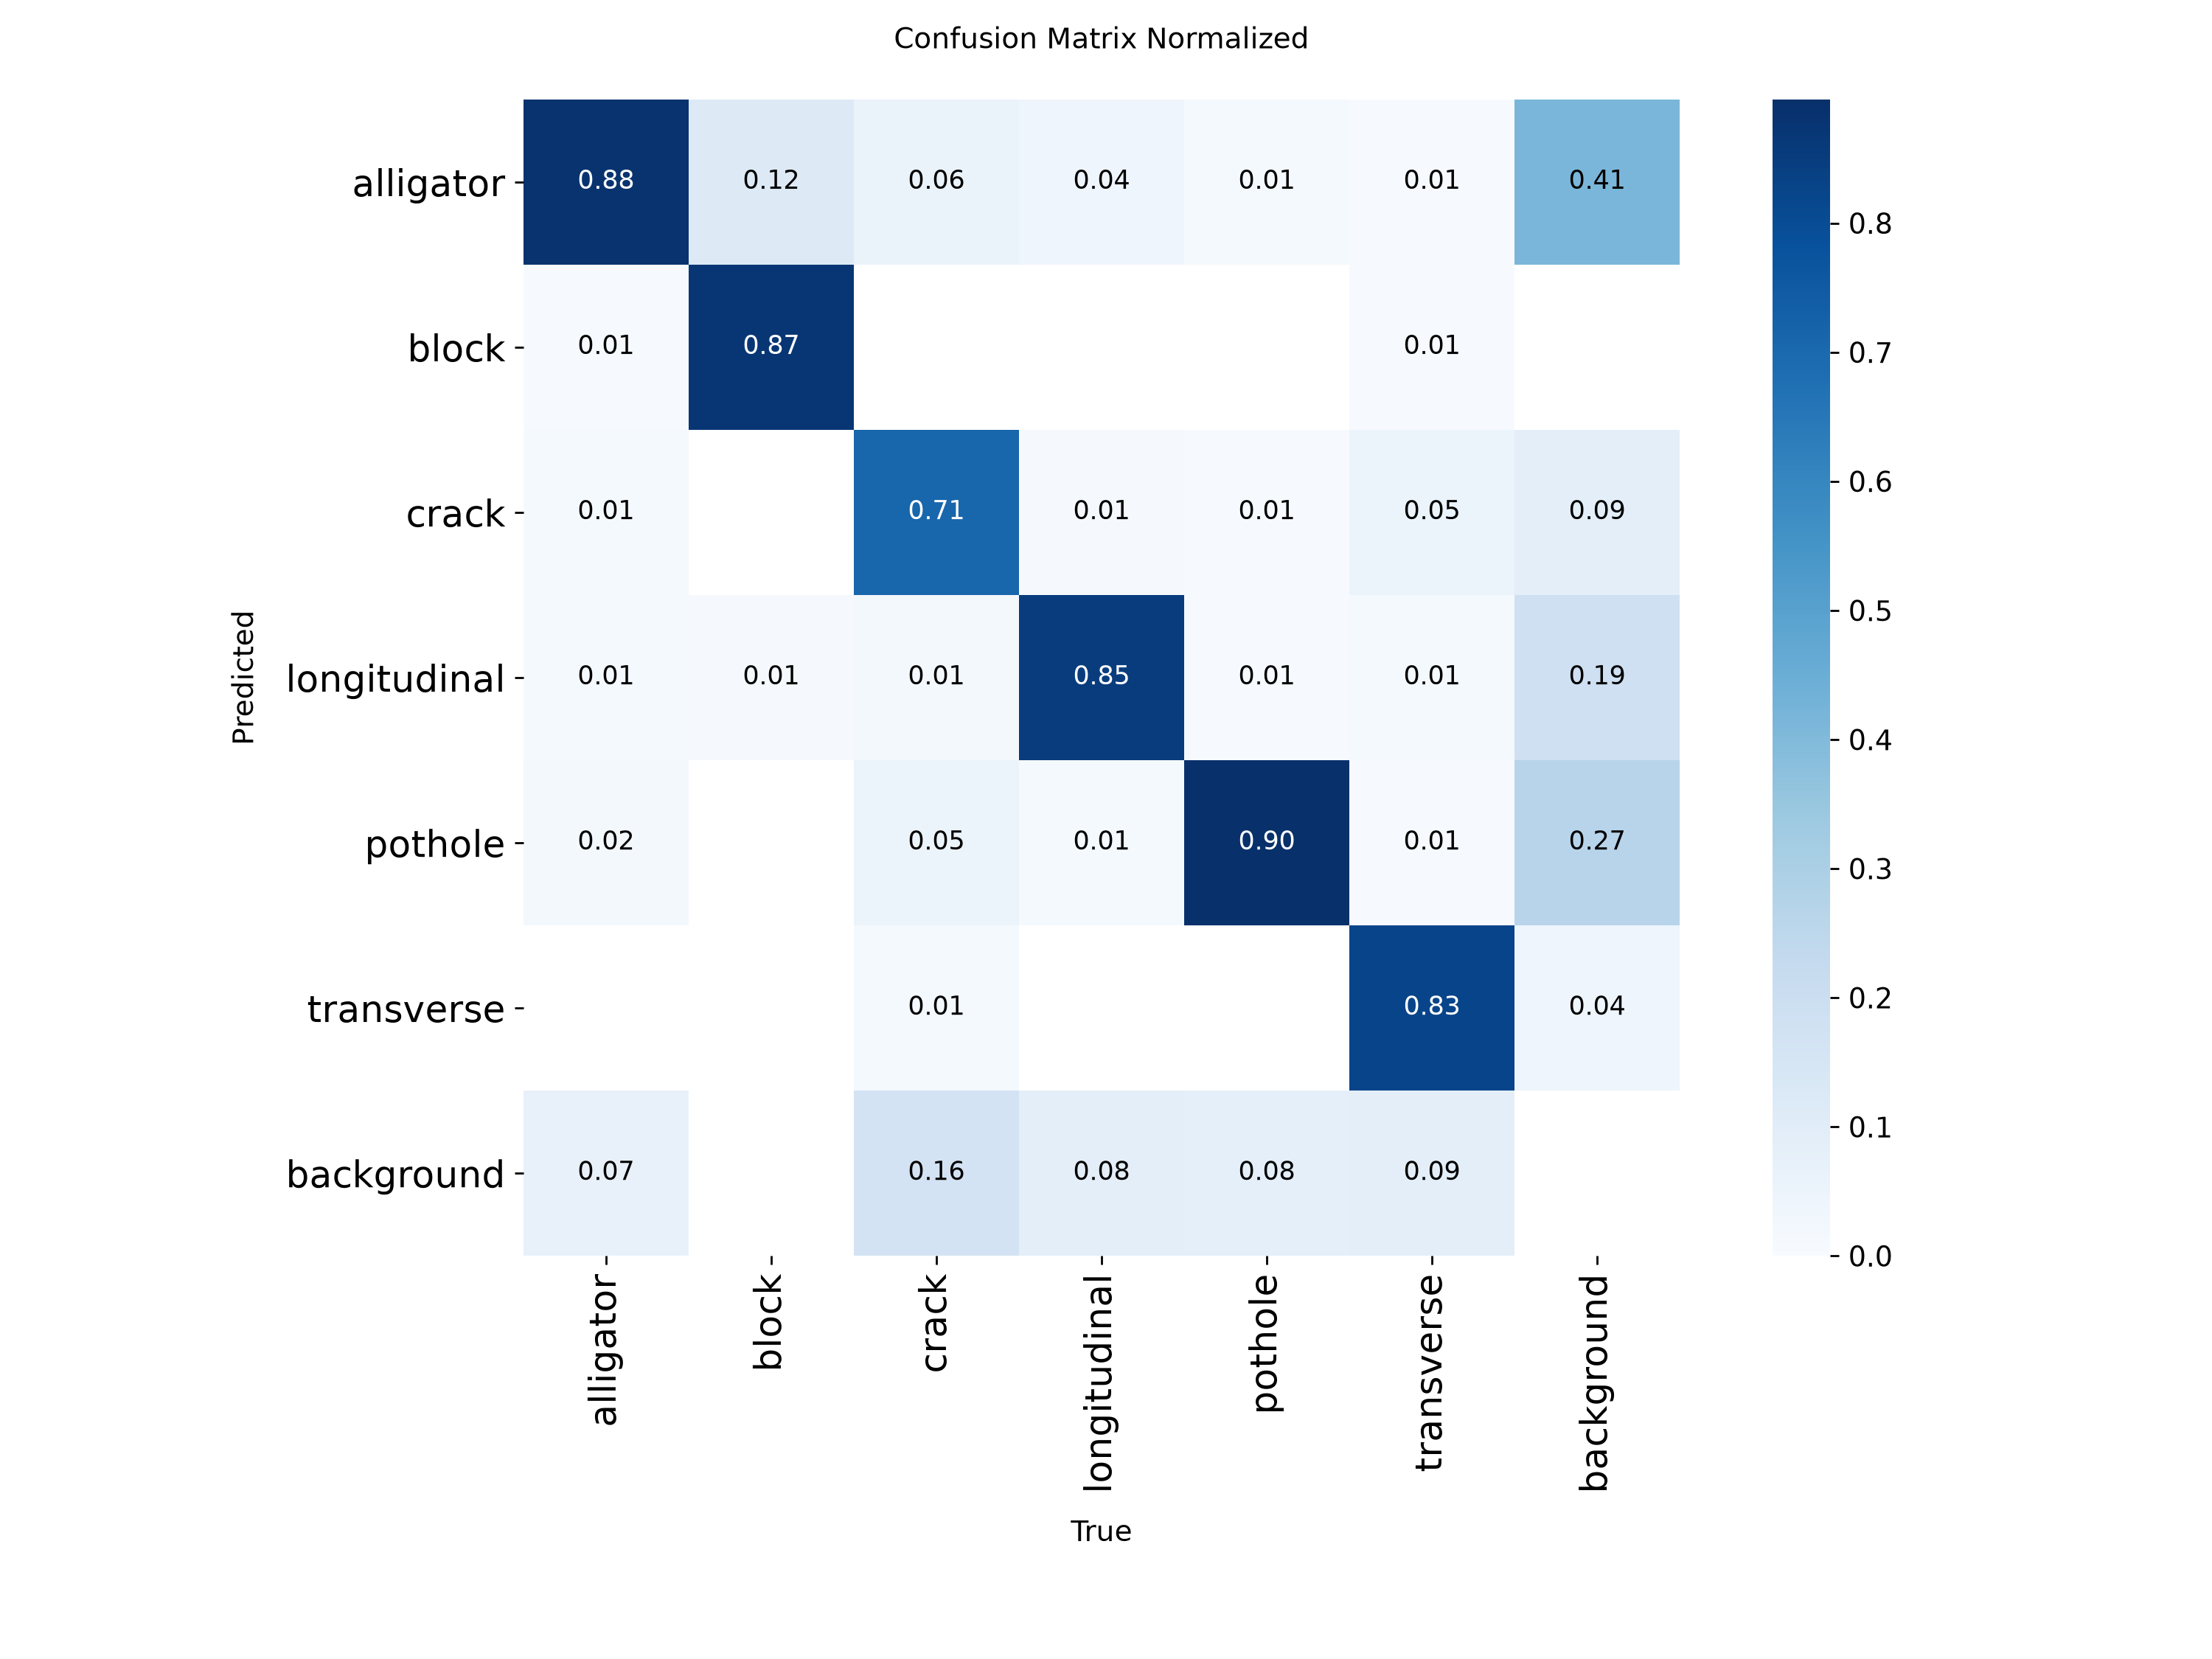 Confusion Matrix Normalized
alligator 0.88 0.12 0.06 0.04 0.01 0.01 0.41
block 0.01 0.87 0.01
crack 0.01 0.71 0.01 0.01 0.05 0.09
longitudinal 0.01 0.01 0.01 0.85 0.01 0.01 0.19
pothole 0.02 0.05 0.01 0.90 0.01 0.27
transverse 0.01 0.83 0.04
background 0.07 0.16 0.08 0.08 0.09
Predicted
alligator block crack longitudinal pothole transverse background
True
0.8
0.7
0.6
0.5
0.4
0.3
0.2
0.1
0.0